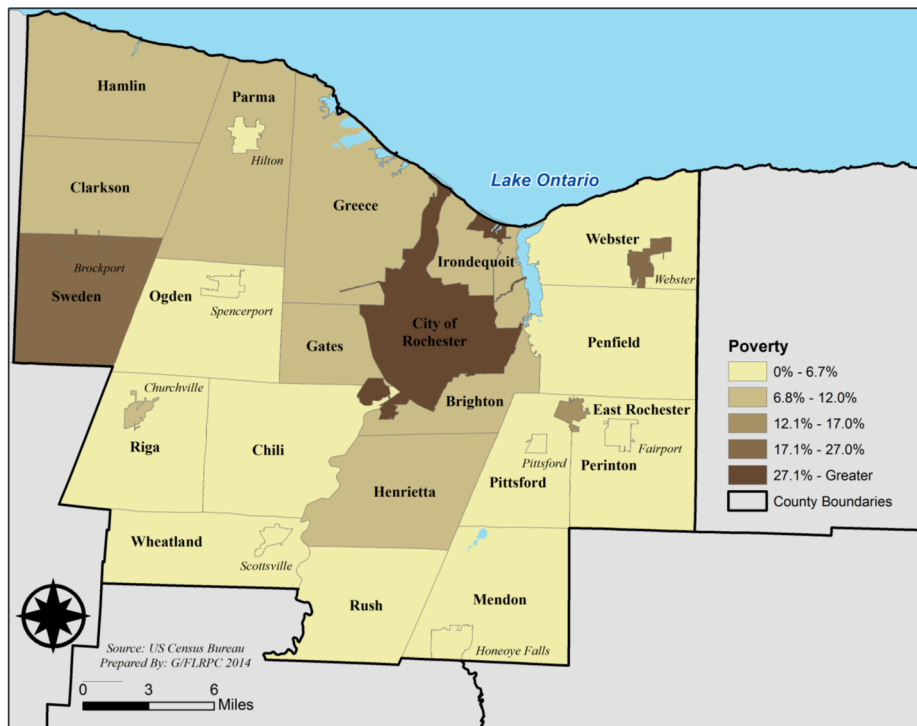 Hamlin
Parma
Hilton
Clarkson
Greece
Lake Ontario
Webster
Webster
Irondequoit
Brockport
Sweden
Ogden
Spencerport
City of
Rochester
Gates
Penfield
Churchville
Brighton
East Rochester
Riga
Chili
Pittsford
Fairport
Pittsford
Perinton
Henrietta
Wheatland
Scottsville
Rush
Mendon
Honeoye Falls
Poverty
0% - 6.7%
6.8% - 12.0%
12.1% - 17.0%
17.1% - 27.0%
27.1% - Greater
County Boundaries
Source: US Census Bureau
Prepared By: G/FLRPC 2014
0 3 6
Miles